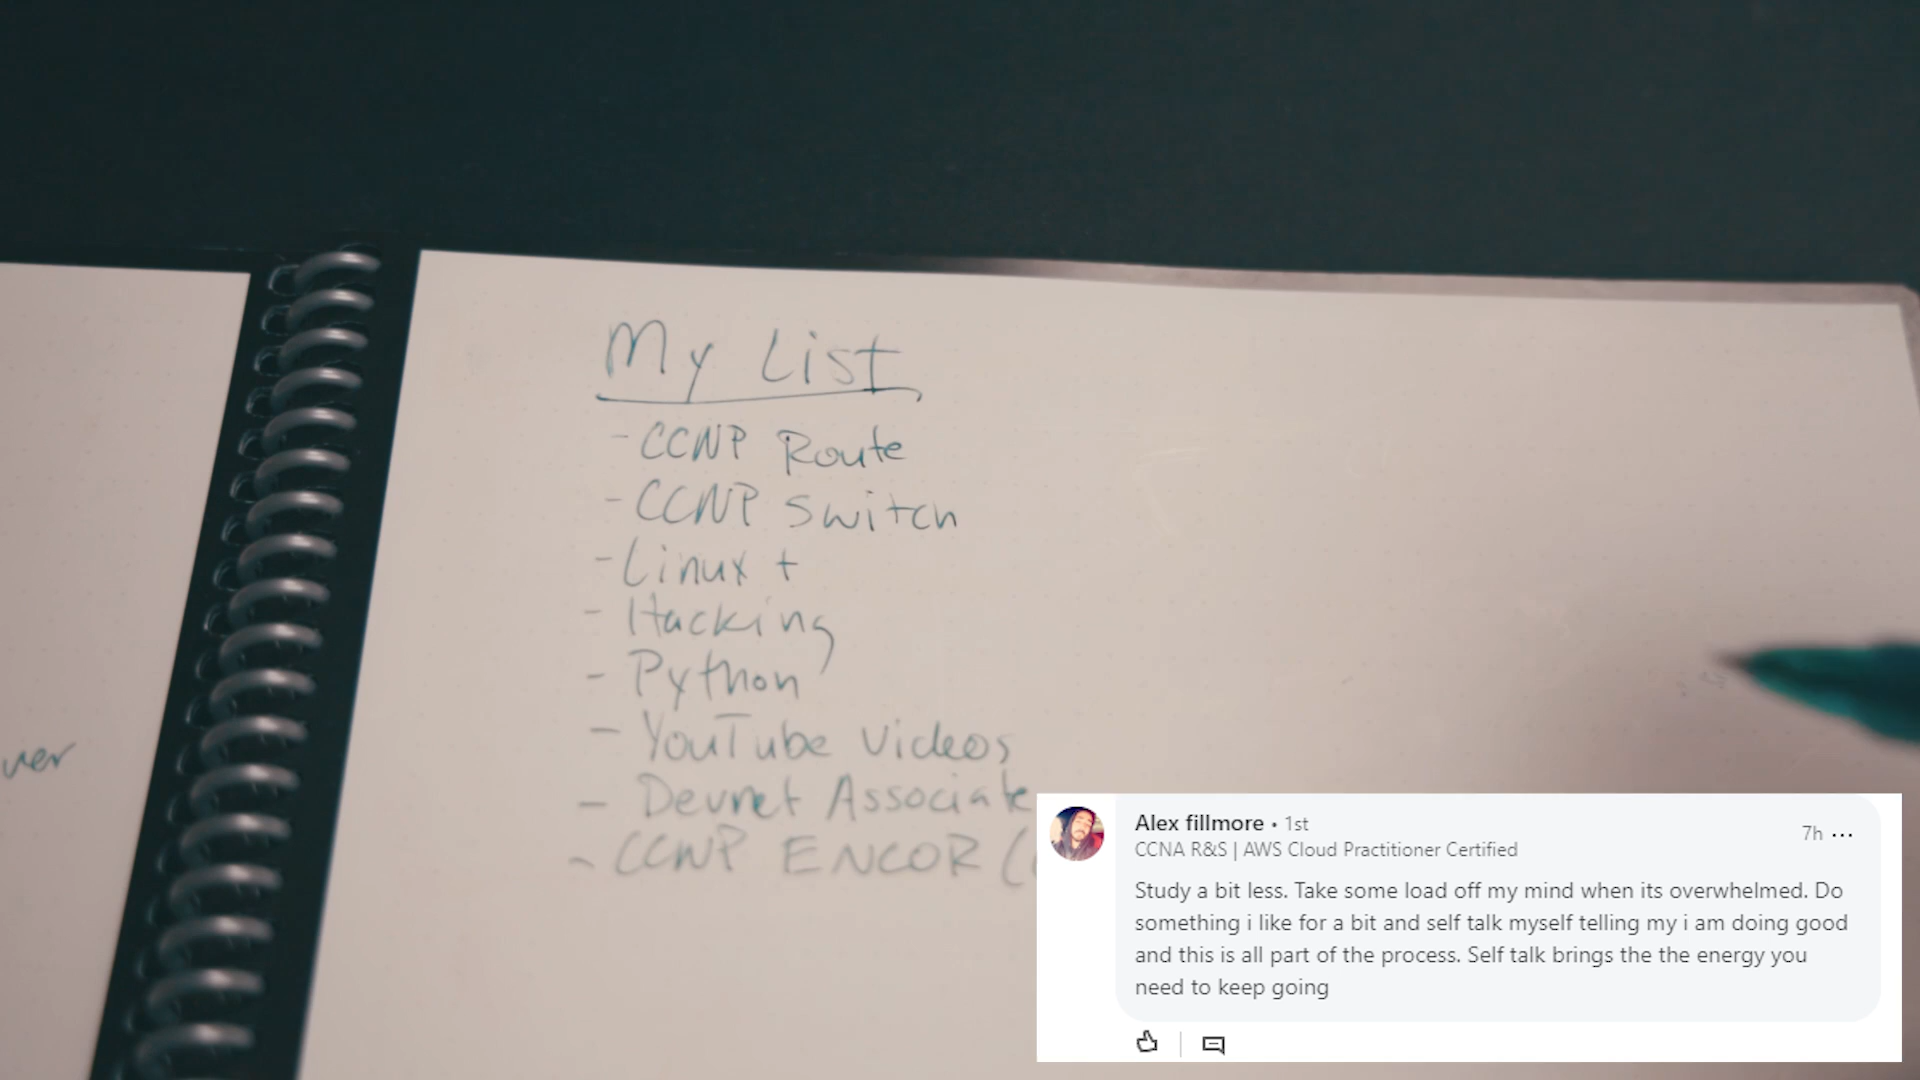 My List
- CCNP Route
- CCNP Switch
- Linux +
- Hacking
- Python
- YouTube Videos
- Devnet Associate
- CCNP ENCOR (
ver
Alex fillmore • 1st
7h ...
CCNA R&S | AWS Cloud Practitioner Certified
Study a bit less. Take some load off my mind when its overwhelmed. Do
something i like for a bit and self talk myself telling my i am doing good
and this is all part of the process. Self talk brings the the energy you
need to keep going